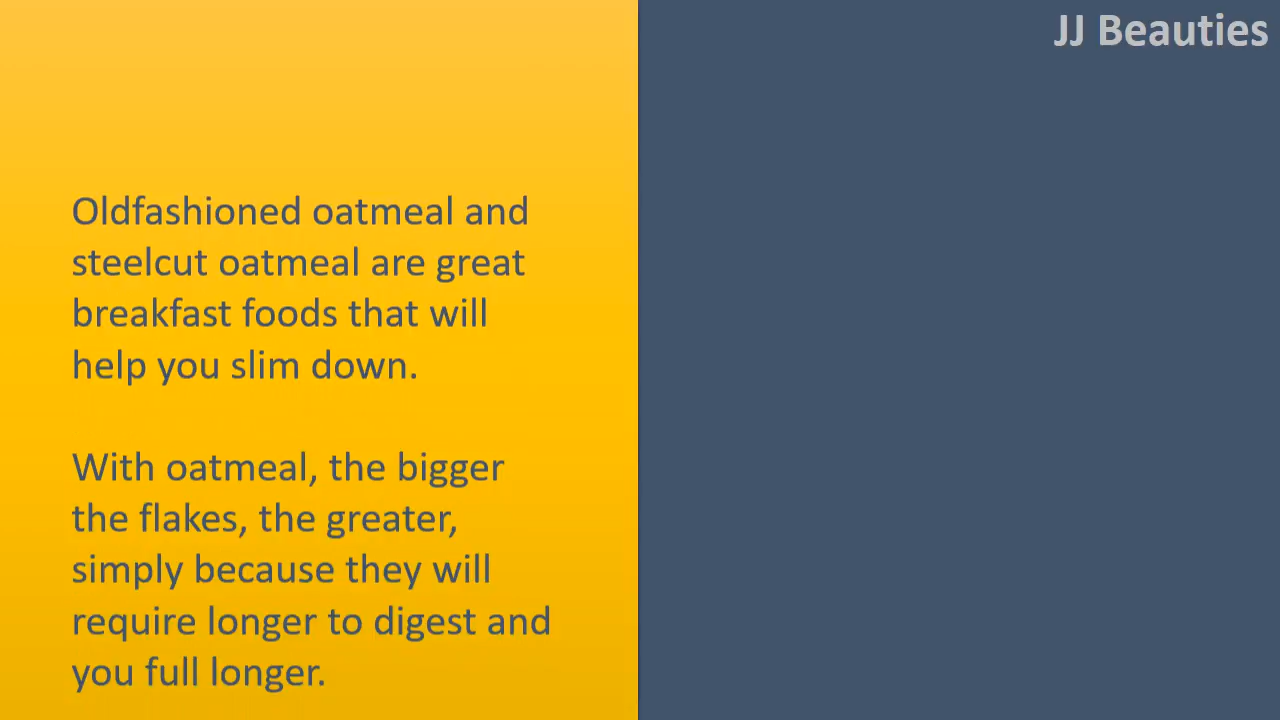 JJ Beauties
Oldfashioned oatmeal and
steelcut oatmeal are great
breakfast foods that will
help you slim down.
With oatmeal, the bigger
the flakes, the greater,
simply because they will
require longer to digest and
you full longer.